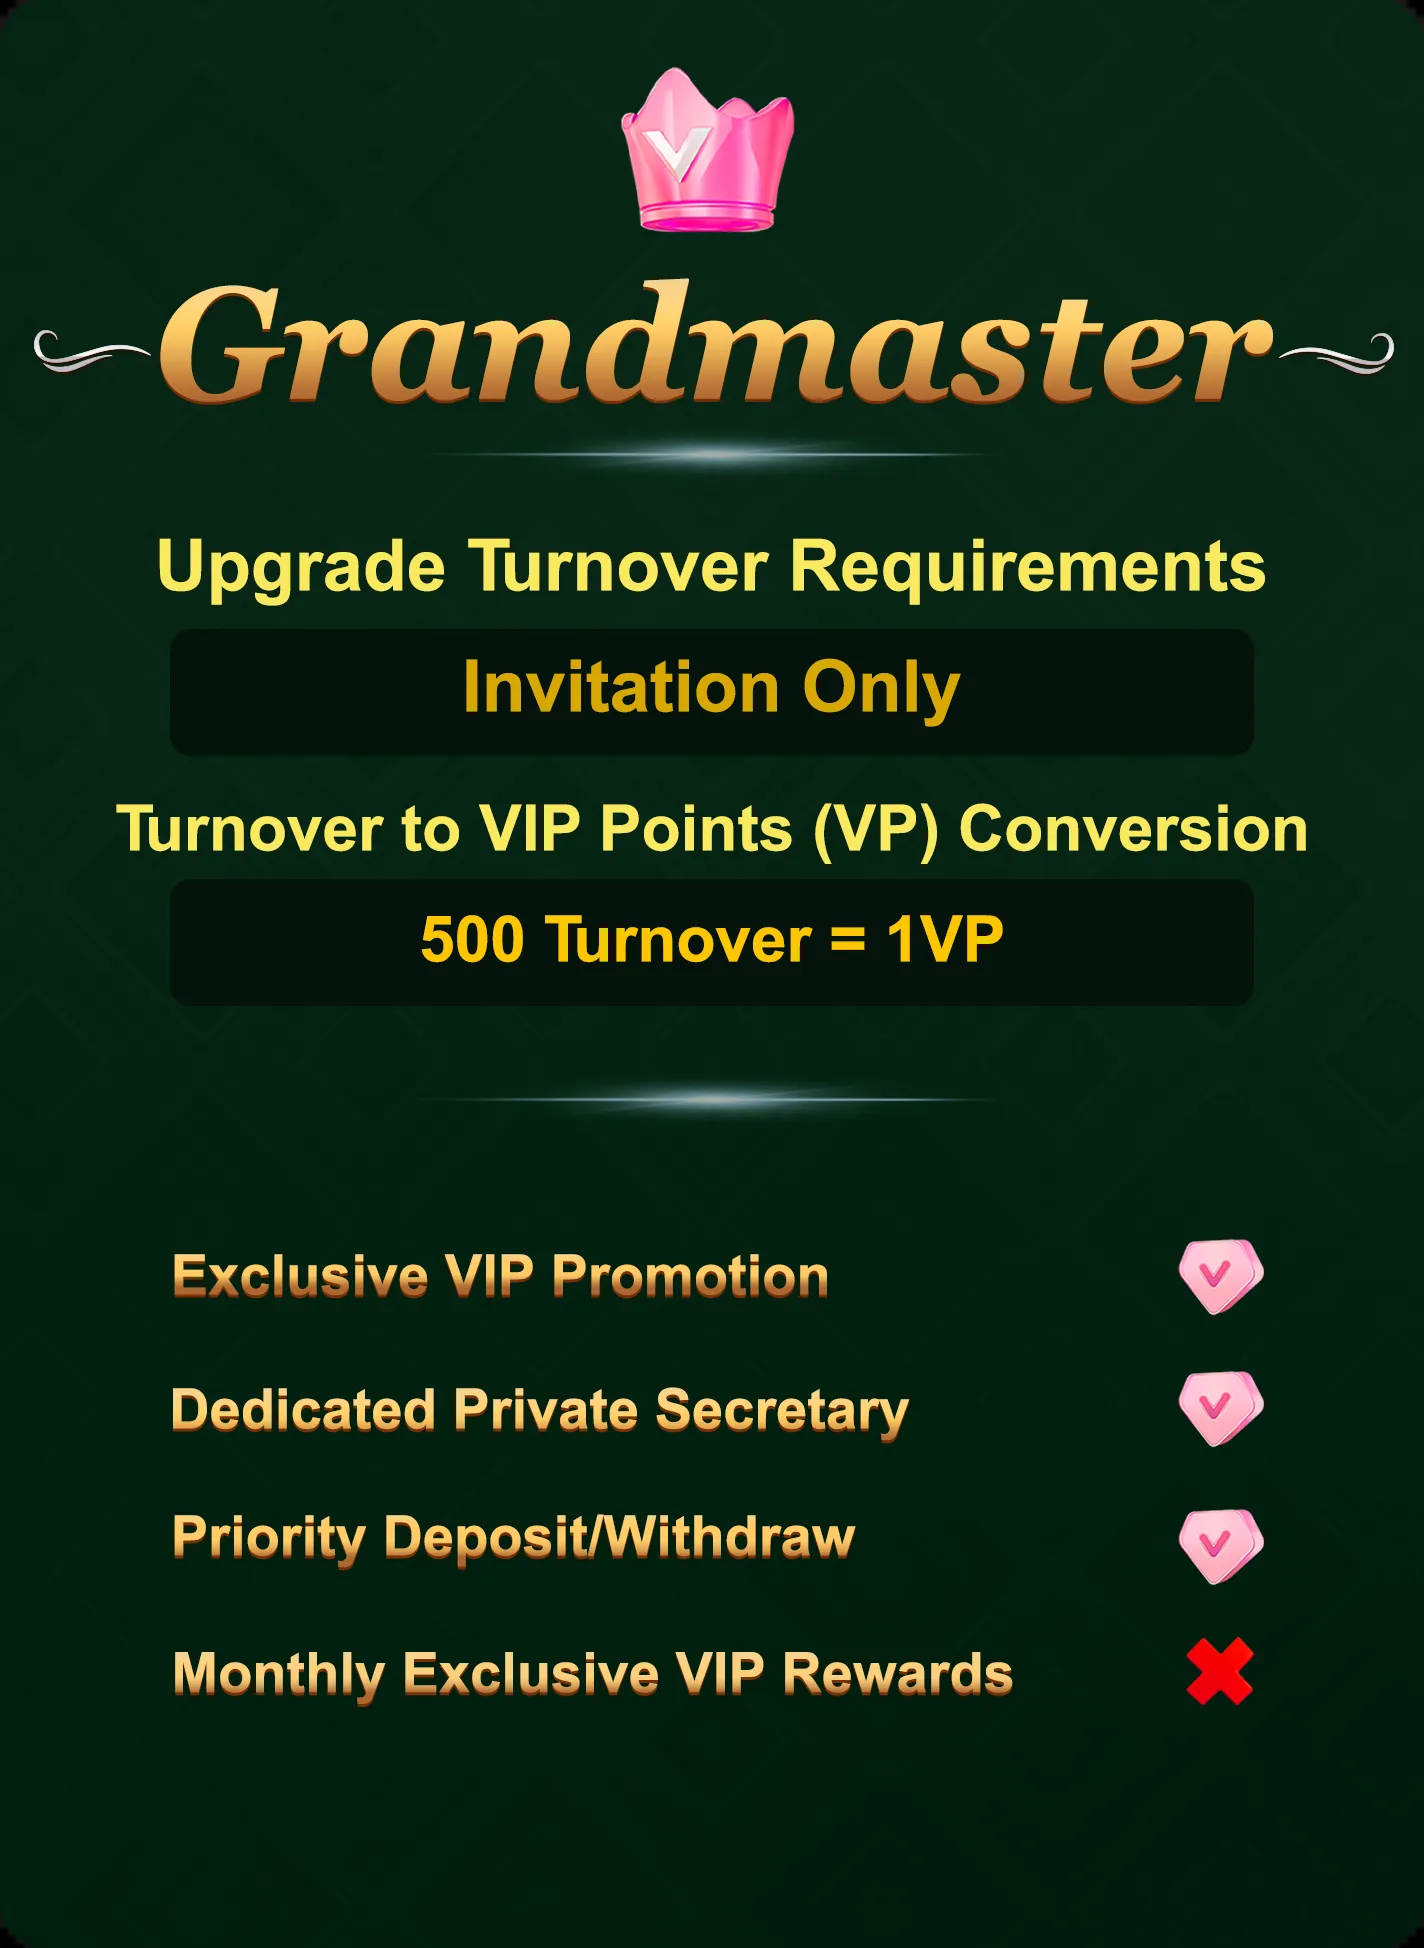 V
Grandmaster
Upgrade Turnover Requirements
Invitation Only
Turnover to VIP Points (VP) Conversion
500 Turnover = 1VP
Exclusive VIP Promotion
Dedicated Private Secretary
Priority Deposit/Withdraw
Monthly Exclusive VIP Rewards